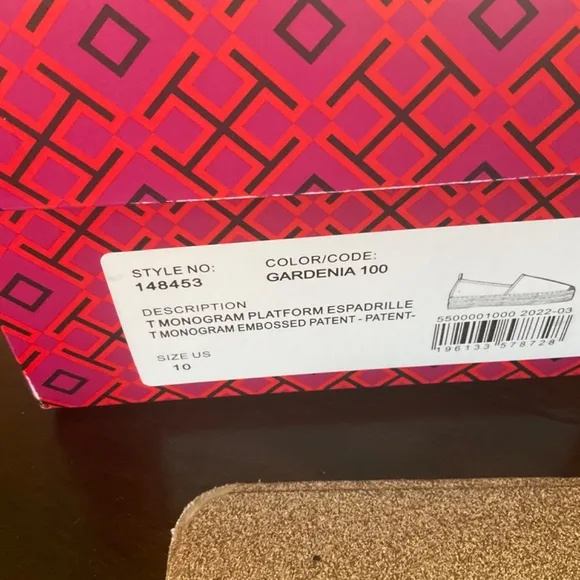 STYLE NO:
148453
COLOR/CODE:
GARDENIA 100
DESCRIPTION
T MONOGRAM PLATFORM ESPADRILLE
T MONOGRAM EMBOSSED PATENT - PATENT-
SIZE US
10
5500001000 2022-03
196133 578728